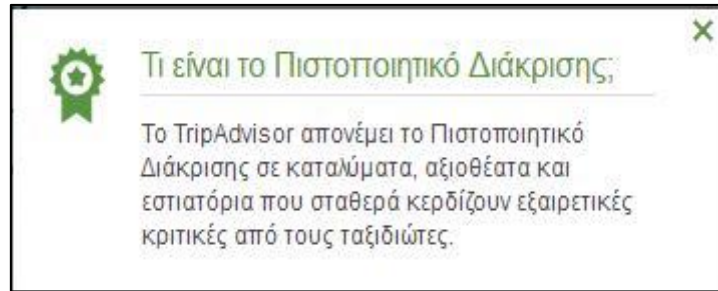 Τι είναι το Πιστοποιητικό Διάκρισης;
Το TripAdvisor απονέμει το Πιστοποιητικό
Διάκρισης σε καταλύματα, αξιοθέατα και
εστιατόρια που σταθερά κερδίζουν εξαιρετικές
κριτικές από τους ταξιδιώτες.